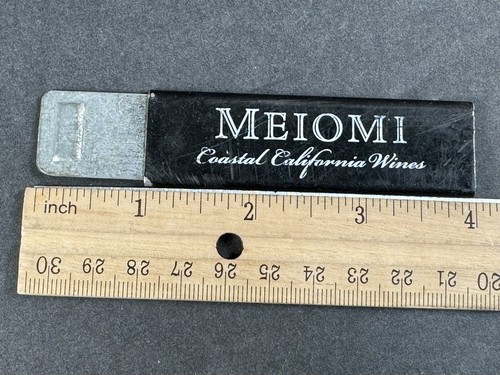 MEIOMI
Coastal California Wines
inch 1 2 3 4
30 29 28 27 26 25 24 23 22 21 20